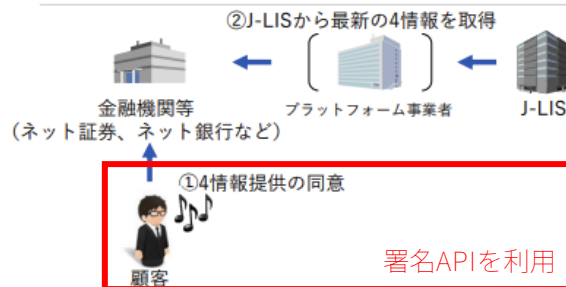 ②J-LISから最新の4情報を取得
金融機関等
(ネット証券、ネット銀行など)
プラットフォーム事業者
J-LIS
①4情報提供の同意
顧客
署名APIを利用